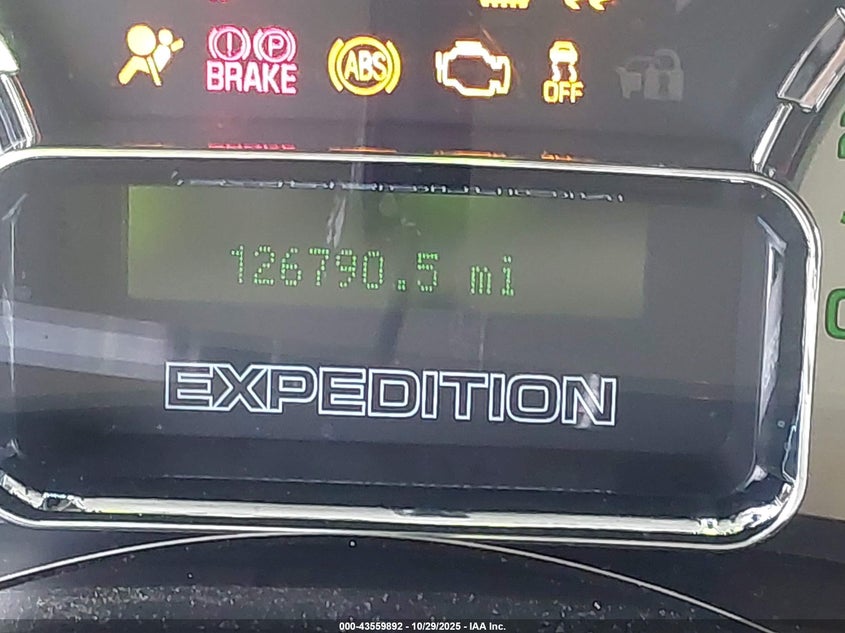 BRAKE ABS OFF
126790.5 mi
EXPEDITION
000-43559892 - 10/29/2025 - IAA Inc.